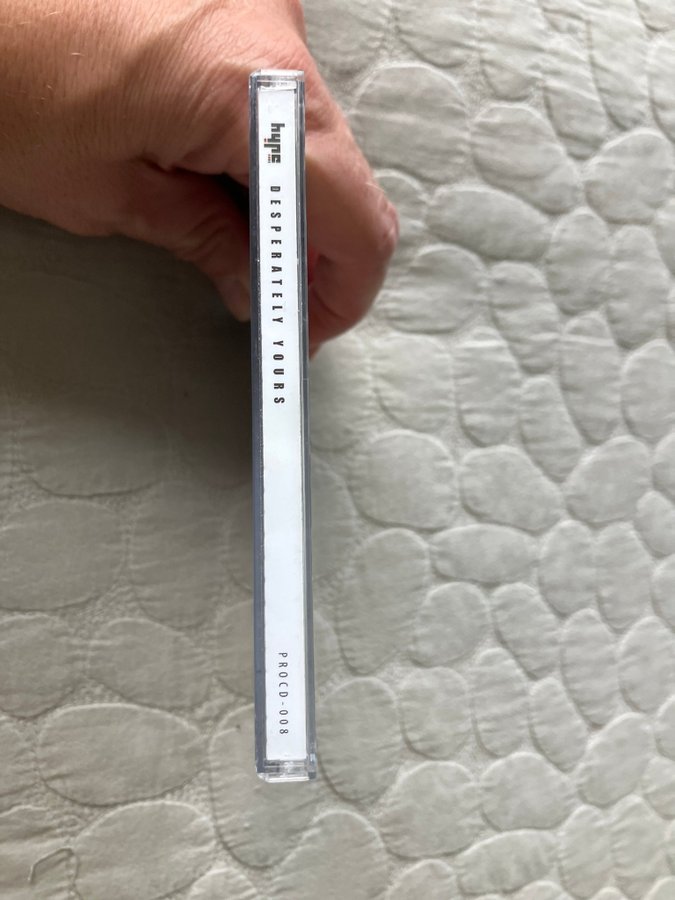 hype
DESPERATELY YOURS
PROCD-008